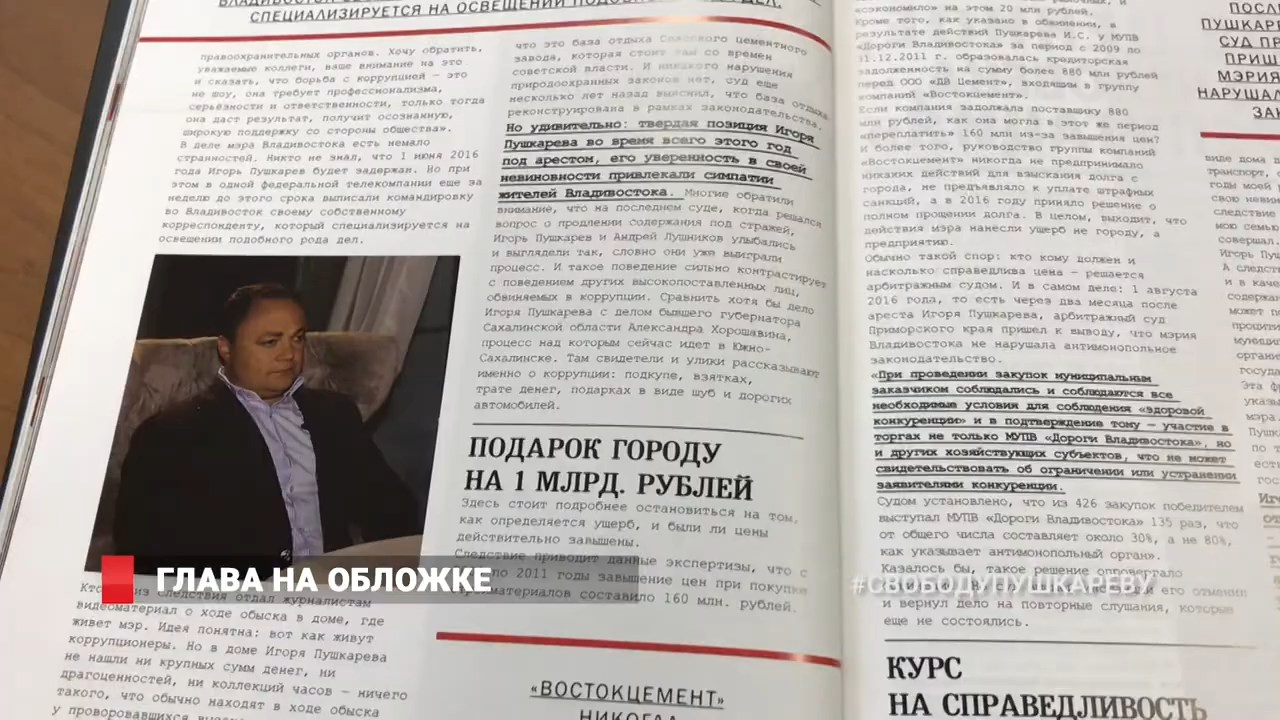 СПЕЦИАЛИЗИРУЕТСЯ НА ОСВЕЩЕНИИ
правоохранительных органов. Хочу обратить,
уважаемые коллеги, ваше внимание на это
и сказать, что борьба с коррупцией – это
не шоу, она требует профессионализма,
серьёзности и ответственности, только тогда
она даст результат, получит осознанную,
широкую поддержку со стороны общества».
В деле мэра Владивостока есть немало
странностей. Никто не знал, что 1 июня 2016
года Игорь Пушкарев будет задержан. Но при
этом в одной федеральной телекомпании еще за
неделю до этого срока выписали командировку
во Владивосток своему собственному
корреспонденту, который специализируется на
освещении подобного рода дел.
из следствия отдал журналистам
видеоматериал о ходе обыска в доме, где
живет мэр. Идея понятна: вот как живут
коррупционеры. Но в доме Игоря Пушкарева
не нашли ни крупных сумм денег, ни
драгоценностей, ни коллекций часов – ничего
такого, что обычно находят в ходе обыска
у проворовавшихся
что это база отдыха Спасского цементного
завода, которая стоит там со времен
советской власти. И никакого нарушения
природоохранных законов нет, суд еще
несколько лет назад выяснил, что база отдыха
реконструирована в рамках законодательства.
Но удивительно: твердая позиция Игоря
Пушкарева во время всего этого год
под арестом, его уверенность в своей
невиновности привлекали симпатии
жителей Владивостока. Многие обратили
внимание, что на последнем суде, когда решался
вопрос о продлении содержания под стражей,
Игорь Пушкарев и Андрей Лушников улыбались
и выглядели так, словно они уже выиграли
процесс. И такое поведение сильно контрастирует
с поведением других высокопоставленных лиц,
обвиняемых в коррупции. Сравнить хотя бы дело
Игоря Пушкарева с делом бывшего губернатора
Сахалинской области Александра Хорошавина,
процесс над которым сейчас идет в Южно-
Сахалинске. Там свидетели и улики рассказывают
именно о коррупции: подкупе, взятках,
трате денег, подарках в виде шуб и дорогих
автомобилей.
ПОДАРОК ГОРОДУ
НА 1 МЛРД. РУБЛЕЙ
Здесь стоит подробнее остановиться на том,
как определяется ущерб, и были ли цены
действительно завышены.
Следствие приводит данные экспертизы, что с
по 2011 годы завышение цен при покупке
материалов составило 160 млн. рублей.
«ВОСТОКЦЕМЕНТ»
НИКОГДА
«сэкономило» на этом 20 млн рублей.
Кроме того, как указано в обвинении, в
результате действий Пушкарева И.С. у МУПВ
«Дороги Владивостока» за период с 2009 по
31.12.2011 г. образовалась кредиторская
задолженность на сумму более 880 млн рублей
перед ООО «ДВ Цемент», входящим в группу
компаний «Востокцемент».
Если компания задолжала поставщику 880
млн рублей, как она могла в этот же период
«переплатить» 160 млн из-за завышения цен?
И более того, руководство группы компаний
«Востокцемент» никогда не предпринимало
никаких действий для взыскания долга с
города, не предъявляло к уплате штрафных
санкций, а в 2016 году приняло решение о
полном прощении долга. В целом, выходит, что
действия мэра нанесли ущерб не городу, а
предприятию.
Обычно такой спор: кто кому должен и
насколько справедлива цена – решается
арбитражным судом. И в самом деле: 1 августа
2016 года, то есть через два месяца после
ареста Игоря Пушкарева, арбитражный суд
Приморского края пришел к выводу, что мэрия
Владивостока не нарушала антимонопольное
законодательство.
«При проведении закупок муниципальным
заказчиком соблюдались и соблюдаются все
необходимые условия для соблюдения «здоровой
конкуренции» и в подтверждение тому – участие в
торгах не только МУПВ «Дороги Владивостока», но
и других хозяйствующих субъектов, что не может
свидетельствовать об ограничении или устранении
заявителями конкуренции.
Судом установлено, что из 426 закупок победителем
выступал МУПВ «Дороги Владивостока» 135 раз, что
от общего числа составляет около 30%, а не 80%,
как указывает антимонопольный орган».
Казалось бы, такое решение опровергало
его отменил
и вернул дело на повторные слушания, которые
еще не состоялись.
КУРС
НА СПРАВЕДЛИВОСТЬ
ПУШКАРЕВ
СУД
МЭРИЯ
виде дома
транспорт,
годы моей
следствие
мою семью
совершал
ГЛАВА НА ОБЛОЖКЕ
#СВОБОДУПУШКАРЕВУ